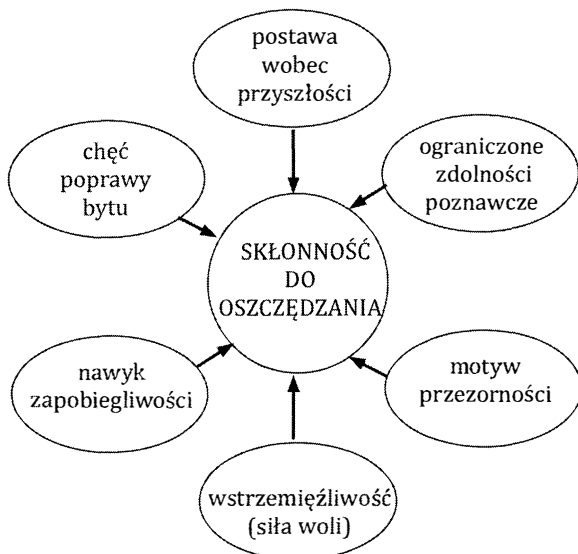 postawa
wobec
przyszłości
chęć
poprawy
bytu
ograniczone
zdolności
poznawcze
SKŁONNOŚĆ
DO
OSZCZĘDZANIA
nawyk
zapobiegliwości
motyw
przezorności
wstrzemięźliwość
(siła woli)